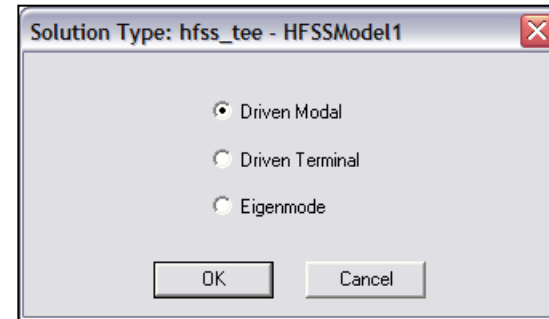 Solution Type: hfss_tee - HFSSModel1
Driven Modal
Driven Terminal
Eigenmode
OK Cancel